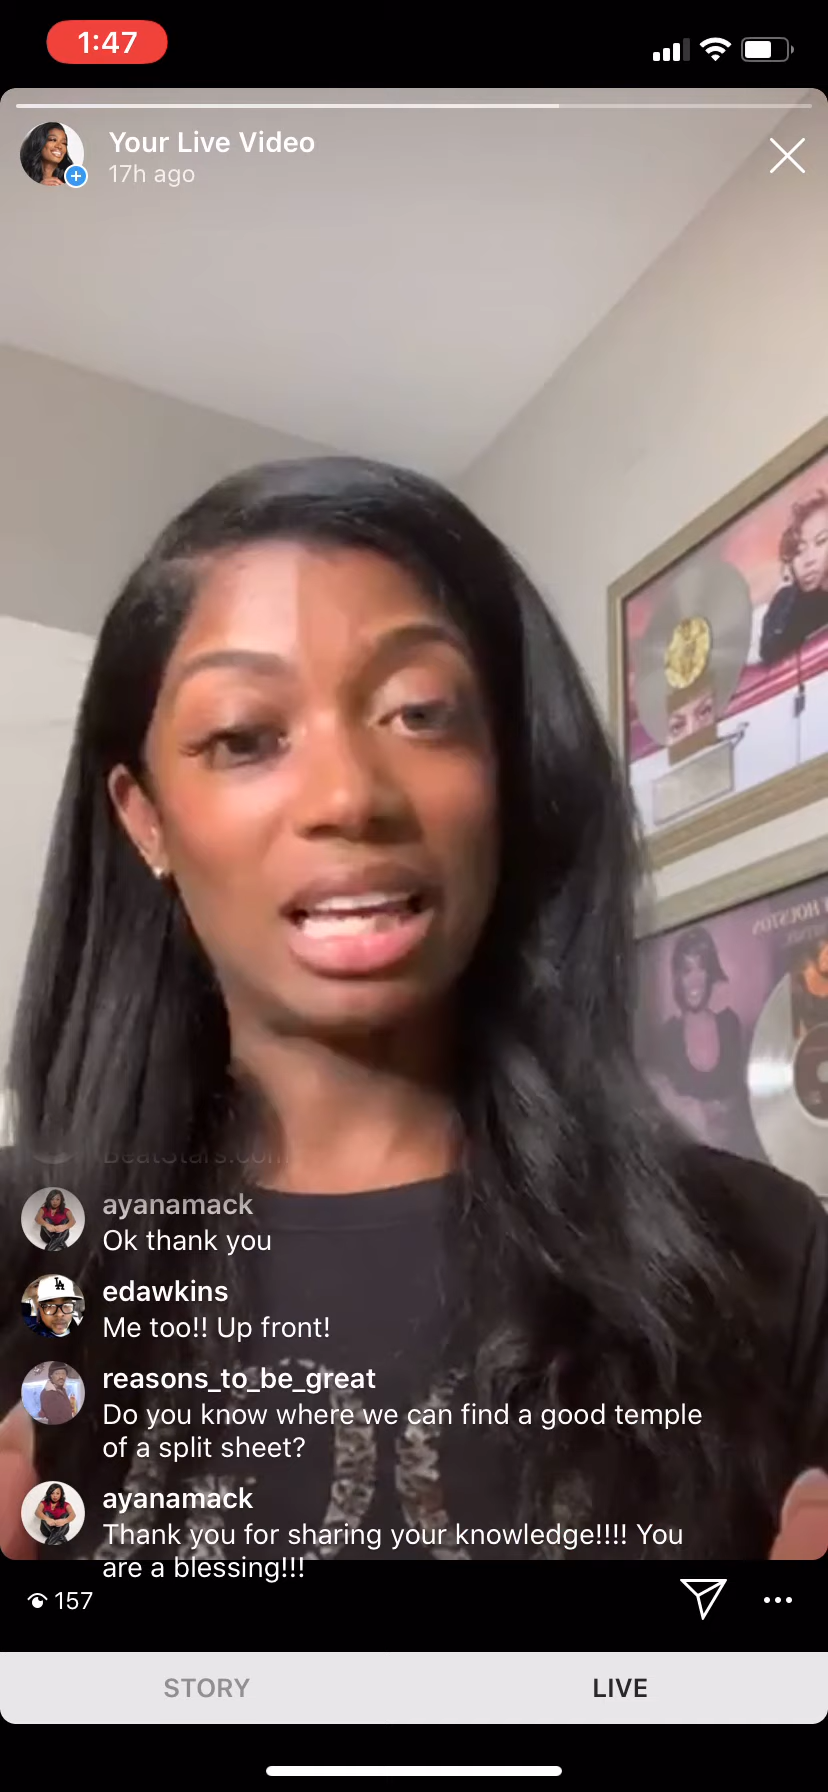 1:47
Your Live Video
17h ago
BeatStars.com
ayanamack
Ok thank you
edawkins
Me too!! Up front!
reasons_to_be_great
Do you know where we can find a good temple
of a split sheet?
ayanamack
Thank you for sharing your knowledge!!!! You
are a blessing!!!
157
STORY
LIVE